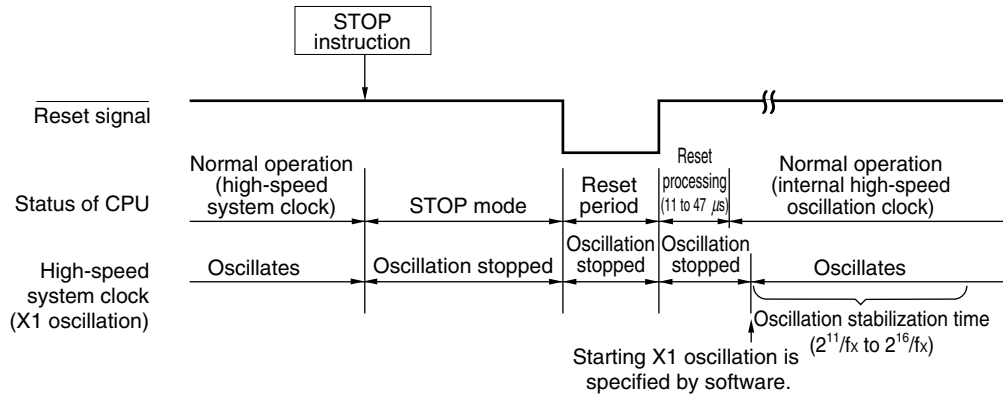 STOP
instruction
Reset signal
Status of CPU
Normal operation
(high-speed
system clock)
STOP mode
Reset
period
Reset
processing
(11 to 47 μs)
Normal operation
(internal high-speed
oscillation clock)
High-speed
system clock
(X1 oscillation)
Oscillates
Oscillation stopped
Oscillation
stopped
Oscillation
stopped
Oscillates
Oscillation stabilization time
(2¹¹/fx to 2¹⁶/fx)
Starting X1 oscillation is
specified by software.